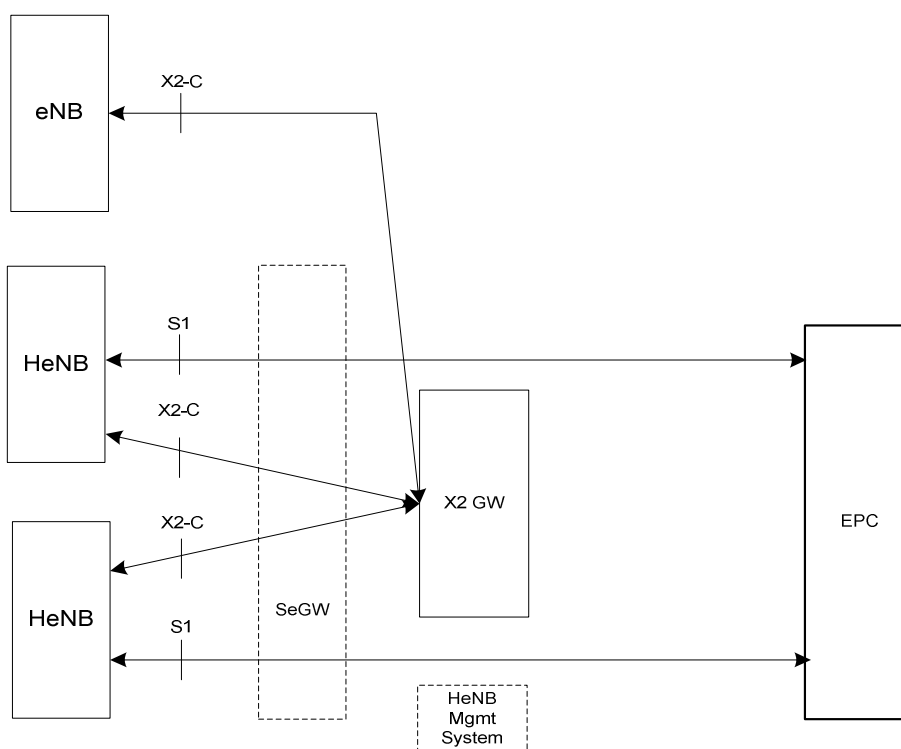 X2-C
eNB
S1
HeNB
X2-C
X2 GW
EPC
X2-C
SeGW
HeNB
S1
HeNB
Mgmt
System